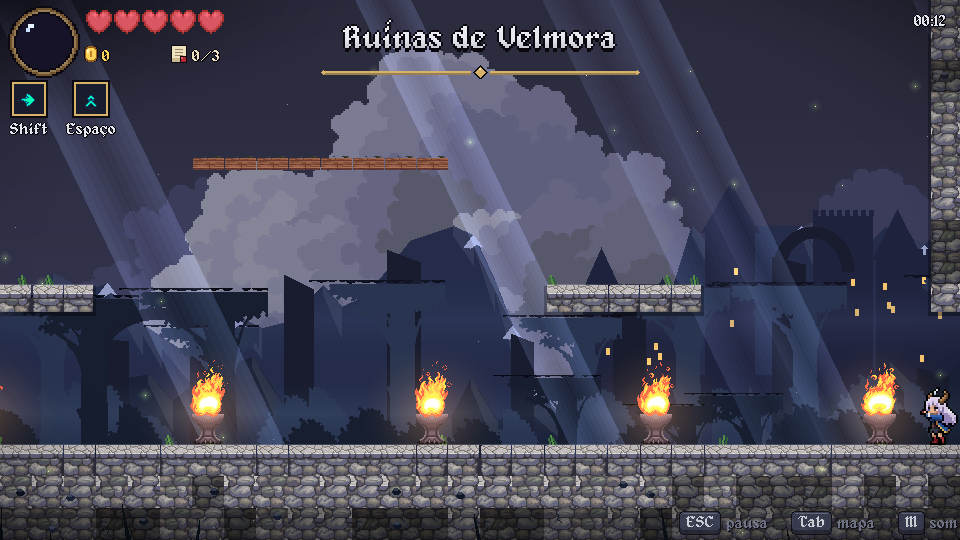 Ruínas de Velmora
00:12
0
0/3
Shift
Espaço
ESC pausa
Tab mapa
M som